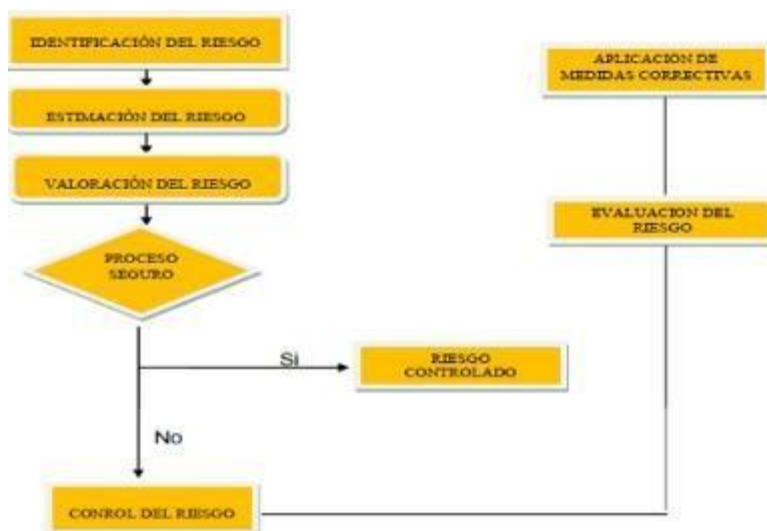 IDENTIFICACIÓN DEL RIESGO
ESTIMACIÓN DEL RIESGO
VALORACIÓN DEL RIESGO
PROCESO
SEGURO
Si
RIESGO
CONTROLADO
No
CONROL DEL RIESGO
APLICACIÓN DE
MEDIDAS CORRECTIVAS
EVALUACION DEL
RIESGO